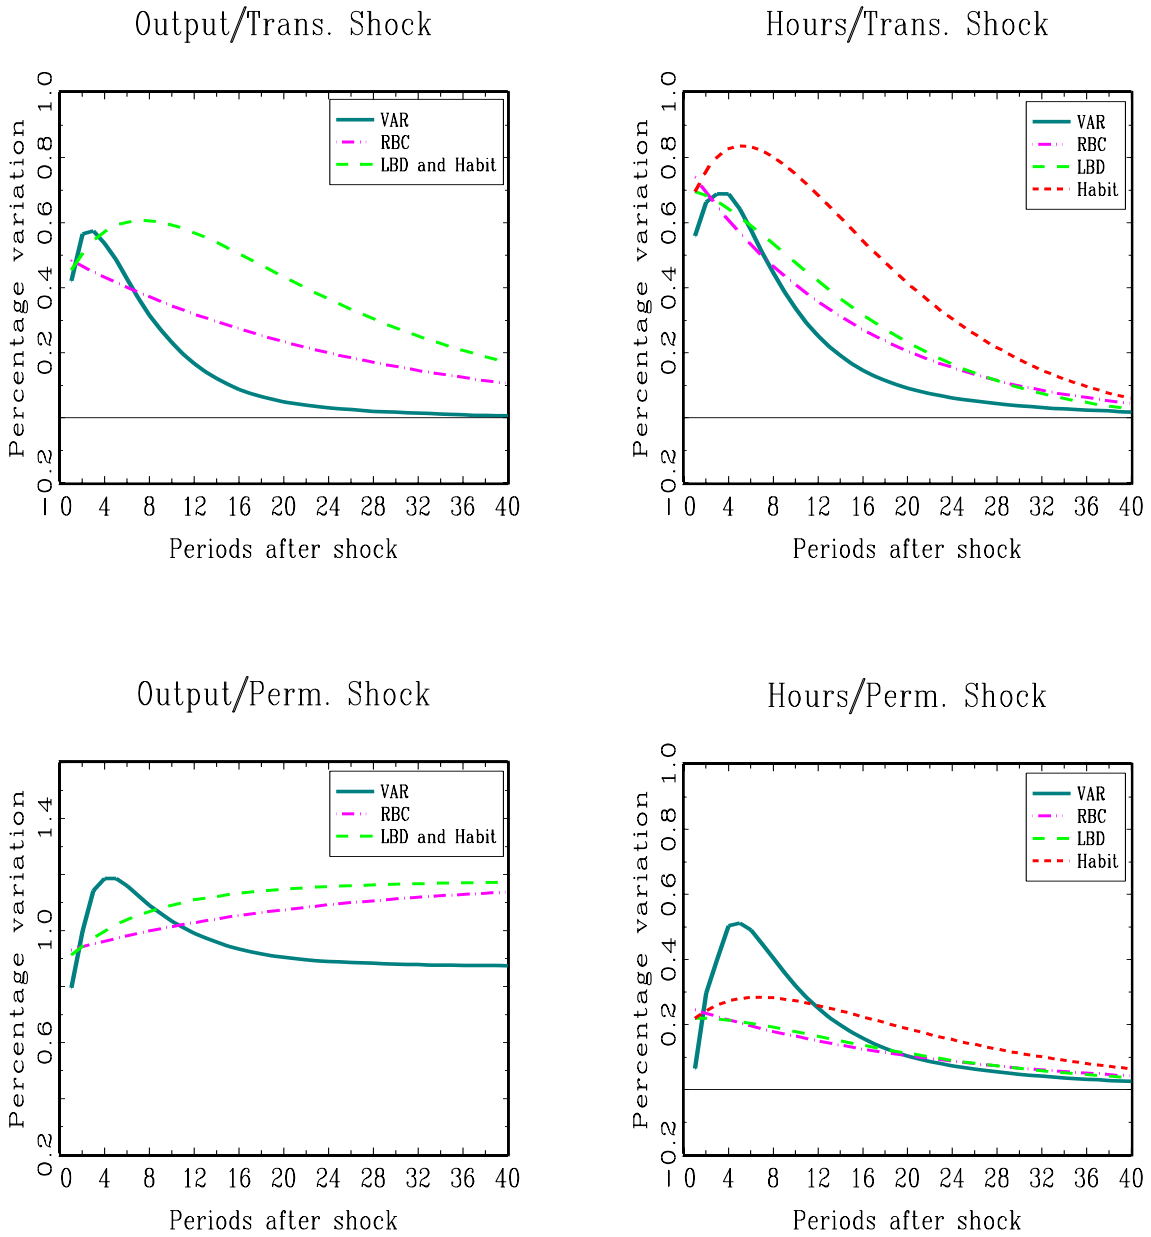 Output/Trans. Shock
Percentage variation
1.0
0.8
0.6
0.4
0.2
-0.2
VAR
RBC
LBD and Habit
0 4 8 12 16 20 24 28 32 36 40
Periods after shock
Hours/Trans. Shock
Percentage variation
1.0
0.8
0.6
0.4
0.2
-0.2
VAR
RBC
LBD
Habit
0 4 8 12 16 20 24 28 32 36 40
Periods after shock
Output/Perm. Shock
Percentage variation
1.4
1.0
0.6
0.2
VAR
RBC
LBD and Habit
0 4 8 12 16 20 24 28 32 36 40
Periods after shock
Hours/Perm. Shock
Percentage variation
1.0
0.8
0.6
0.4
0.2
-0.2
VAR
RBC
LBD
Habit
0 4 8 12 16 20 24 28 32 36 40
Periods after shock